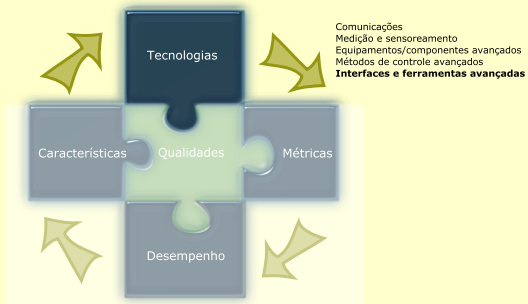 Comunicações
Medição e sensoreamento
Equipamentos/componentes avançados
Métodos de controle avançados
Interfaces e ferramentas avançadas
Tecnologias
Características
Qualidades
Métricas
Desempenho